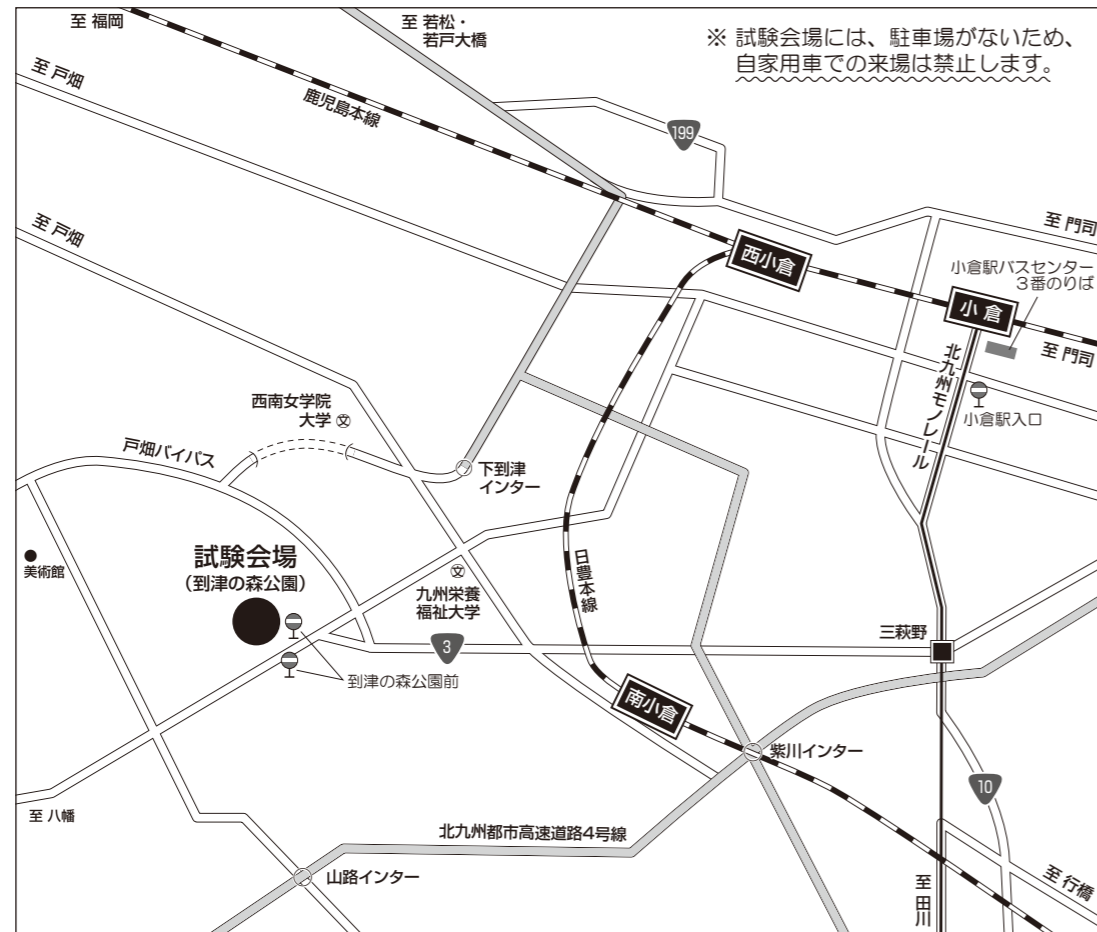 至 福岡
至 若松・
若戸大橋
※ 試験会場には、駐車場がないため、
自家用車での来場は禁止します。
至 戸畑
鹿児島本線
199
至 戸畑
至 門司
西小倉
小倉駅バスセンター
3番のりば
小倉
至 門司
北九州モノレール
小倉駅入口
西南女学院
大学 文
戸畑バイパス
下到津
インター
試験会場
(到津の森公園)
美術館
文
九州栄養
福祉大学
日豊本線
3
三萩野
到津の森公園前
南小倉
紫川インター
10
至 八幡
北九州都市高速道路4号線
山路インター
至 田川
至 行橋